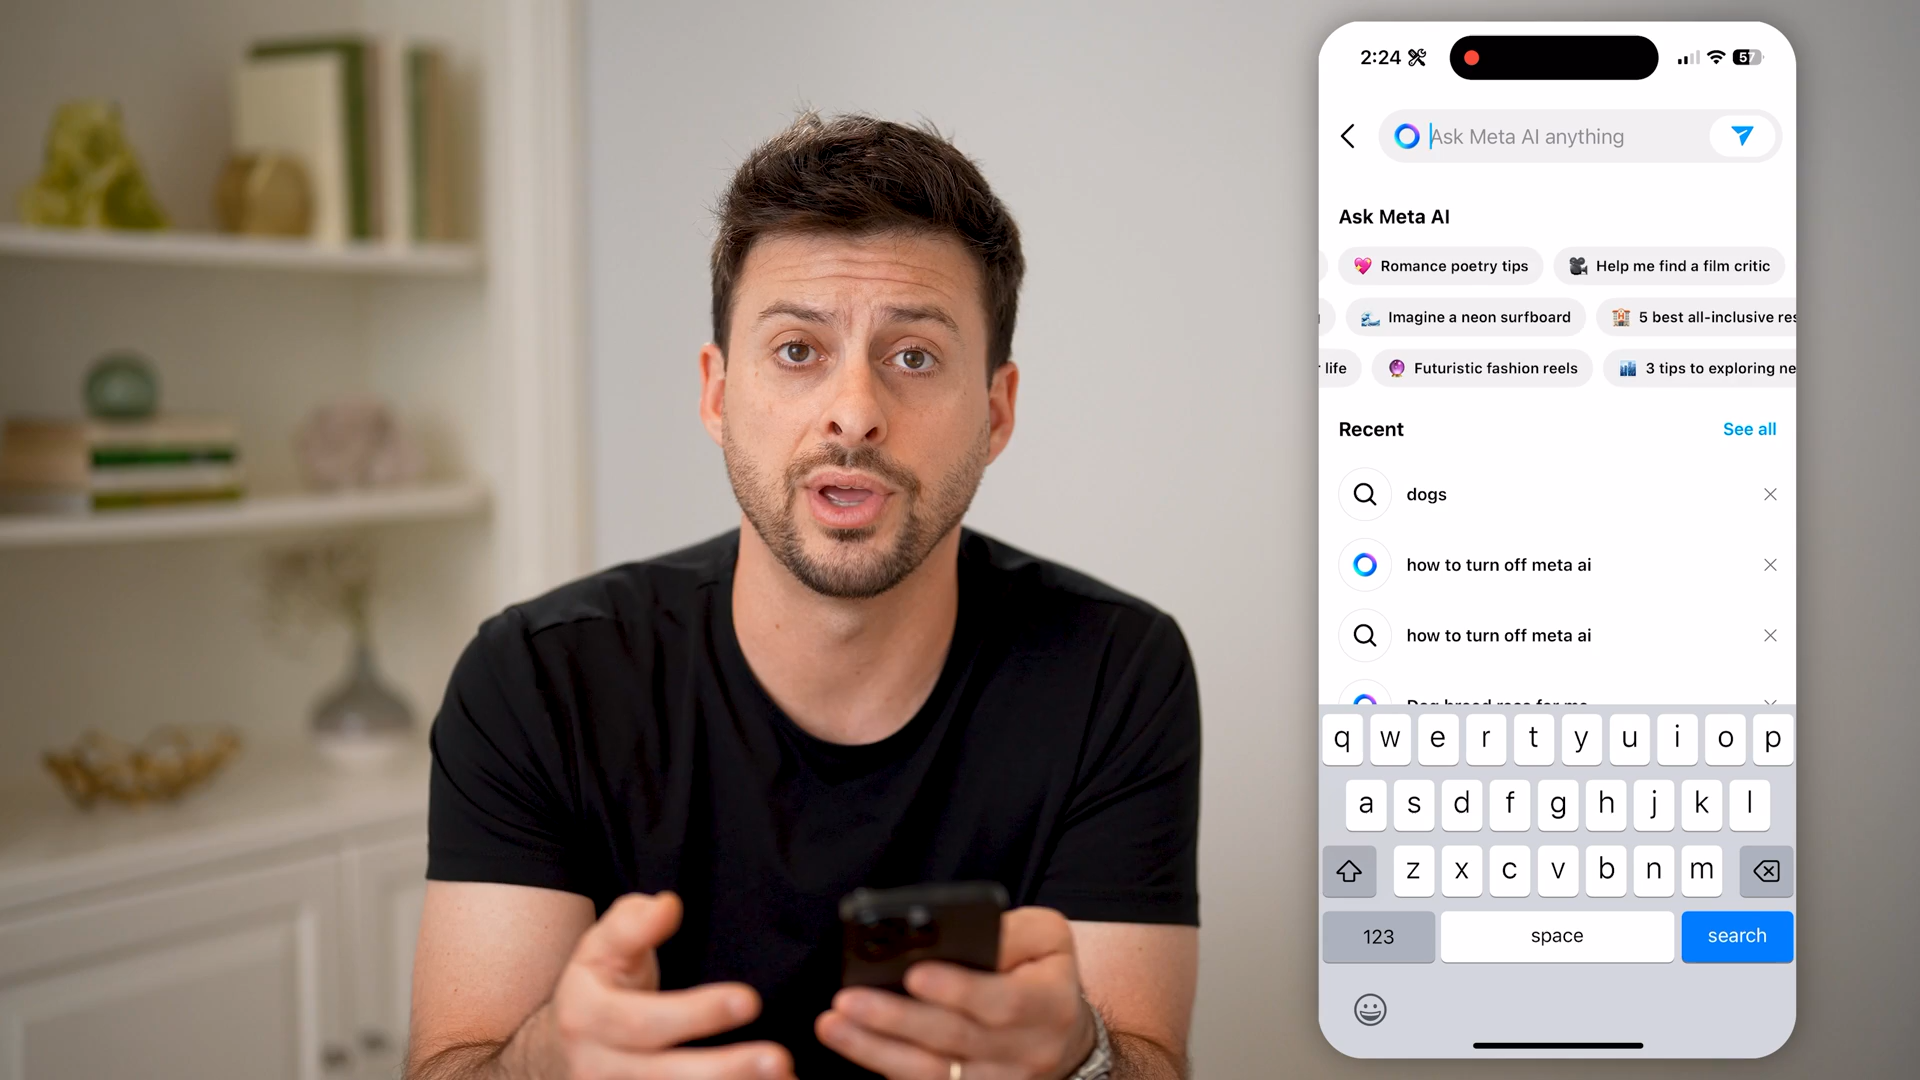 2:24
57
Ask Meta AI anything
Ask Meta AI
Romance poetry tips
Help me find a film critic
Imagine a neon surfboard
5 best all-inclusive res
life
Futuristic fashion reels
3 tips to exploring ne
Recent
See all
dogs
how to turn off meta ai
how to turn off meta ai
q w e r t y u i o p
a s d f g h j k l
z x c v b n m
123
space
search